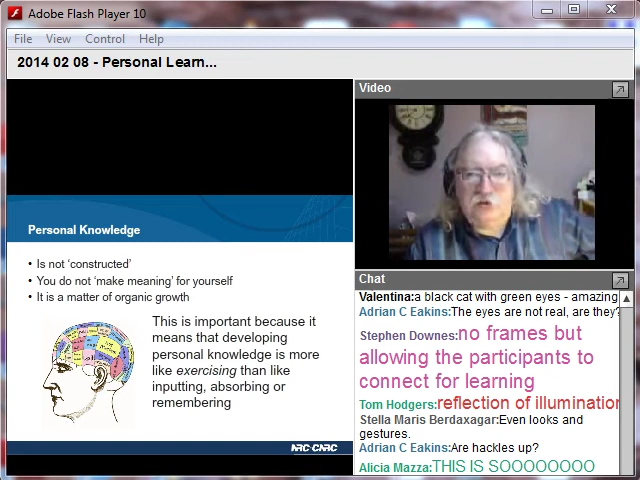 Adobe Flash Player 10
File View Control Help
2014 02 08 - Personal Learn...
Video
Personal Knowledge
• Is not ‘constructed’
• You do not ‘make meaning’ for yourself
• It is a matter of organic growth
This is important because it
means that developing
personal knowledge is more
like exercising than like
inputting, absorbing or
remembering
NRC·CNRC
Chat
Valentina:a black cat with green eyes - amazing
Adrian C Eakins:The eyes are not real, are they?
Stephen Downes:no frames but
allowing the participants to
connect for learning
Tom Hodgers:reflection of illumination
Stella Maris Berdaxagar:Even looks and
gestures.
Adrian C Eakins:Are hackles up?
Alicia Mazza:THIS IS SOOOOOOOO